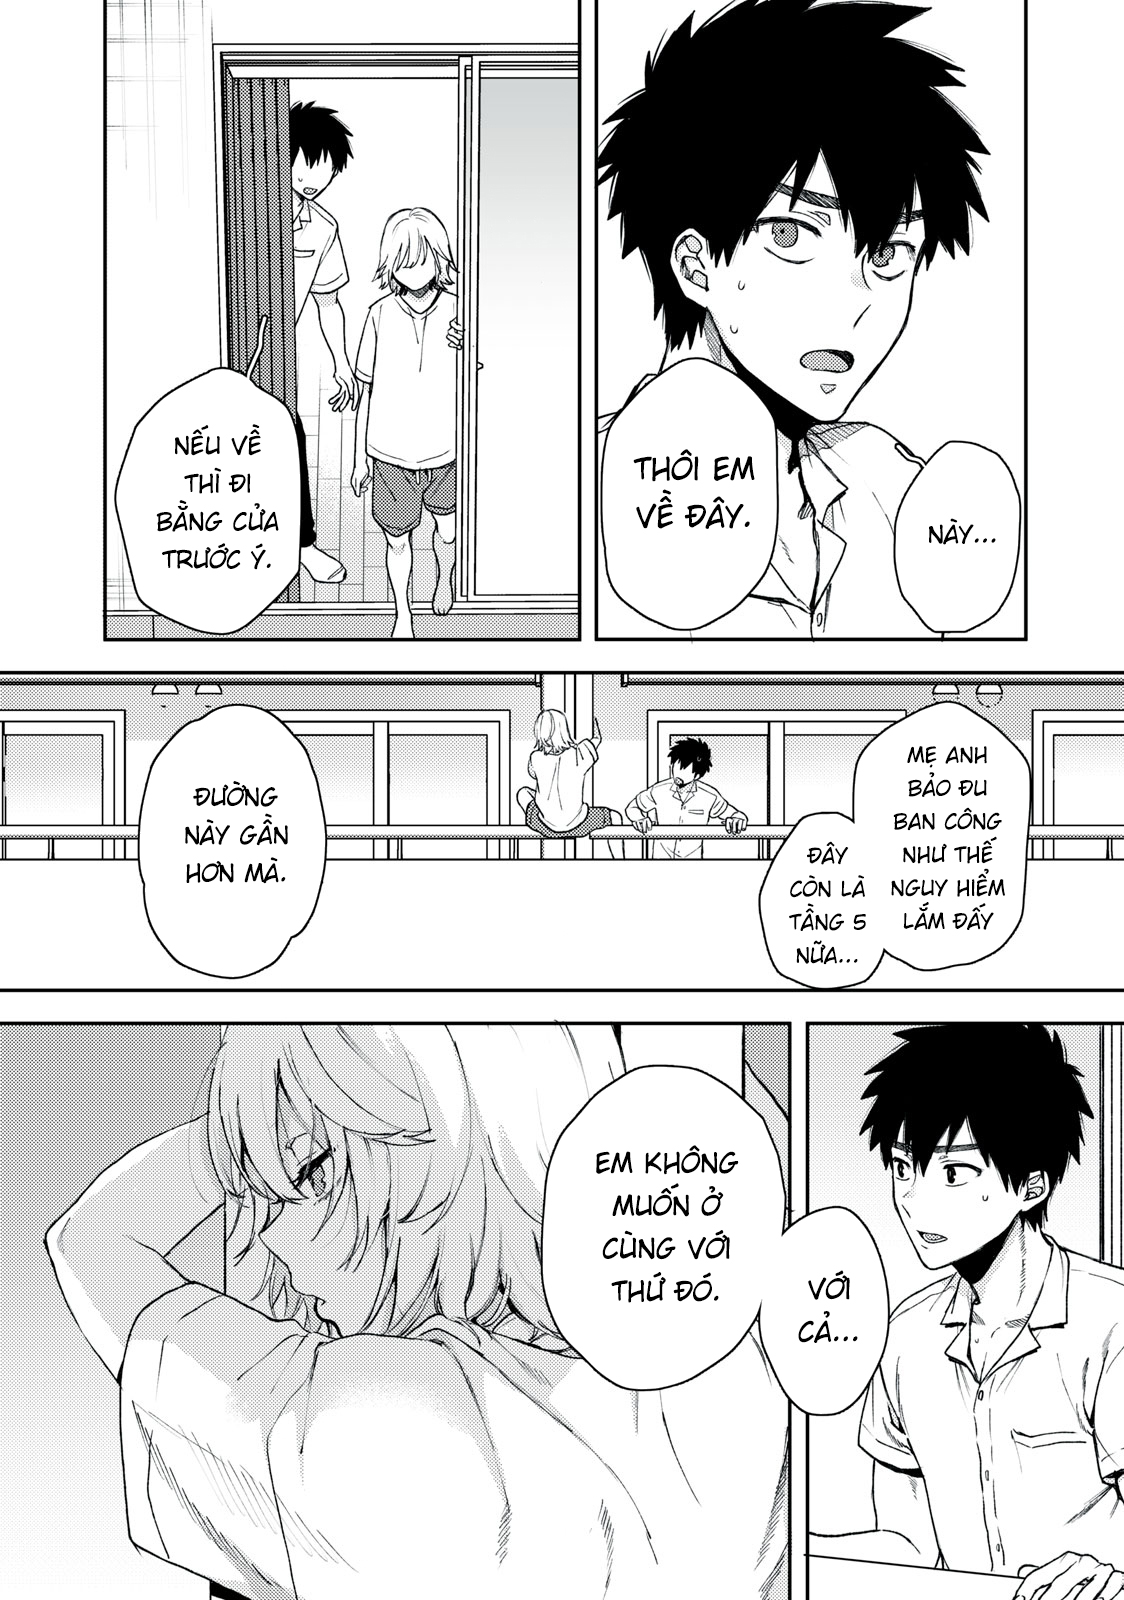 NÀY...
THÔI EM
VỀ ĐÂY.
NẾU VỀ
THÌ ĐI
BẰNG CỬA
TRƯỚC Ý.
MẸ ANH
BẢO ĐU
BAN CÔNG
NHƯ THẾ
NGUY HIỂM
LẮM ĐẤY
ĐÂY
CÒN LÀ
TẦNG 5
NỮA...
ĐƯỜNG
NÀY GẦN
HƠN MÀ.
VỚI
CẢ...
EM KHÔNG
MUỐN Ở
CÙNG VỚI
THỨ ĐÓ.